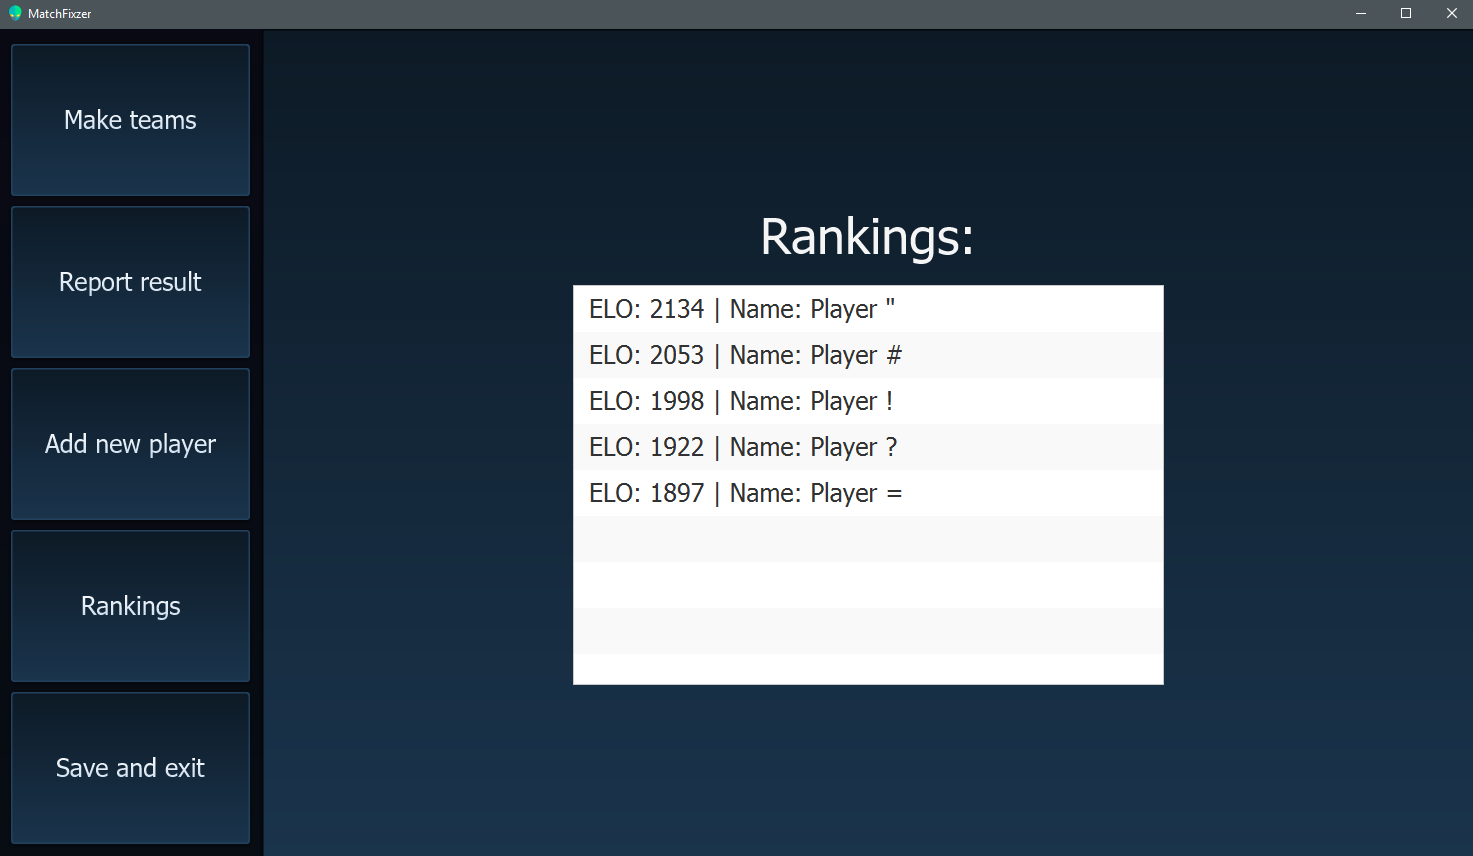 MatchFixzer
Make teams
Report result
Add new player
Rankings
Save and exit
Rankings:
ELO: 2134 | Name: Player "
ELO: 2053 | Name: Player #
ELO: 1998 | Name: Player !
ELO: 1922 | Name: Player ?
ELO: 1897 | Name: Player =